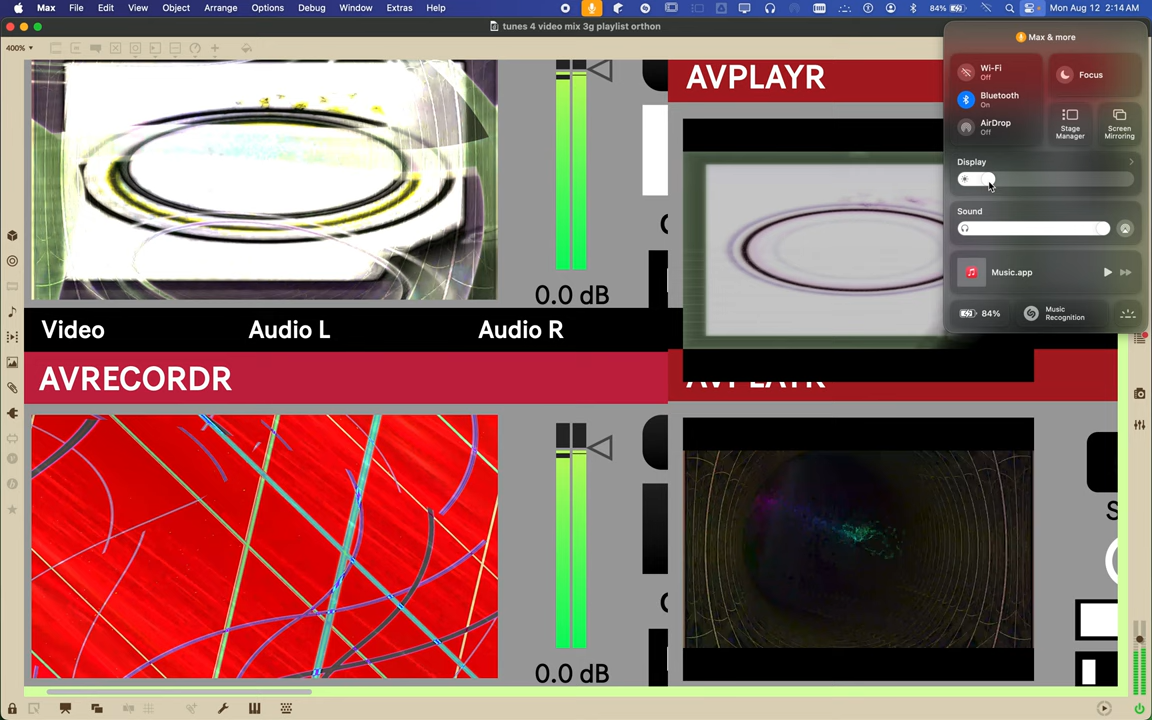 Max File Edit View Object Arrange Options Debug Window Extras Help 84% Mon Aug 12 2:14 AM
tunes 4 video mix 3g playlist orthon
400%
Max & more
Wi-Fi
Off
Bluetooth
On
AirDrop
Off
Focus
Stage
Manager
Screen
Mirroring
Display
Sound
Music.app
84%
Music
Recognition
AVPLAYR
0.0 dB
Video Audio L Audio R
AVRECORDR
0.0 dB